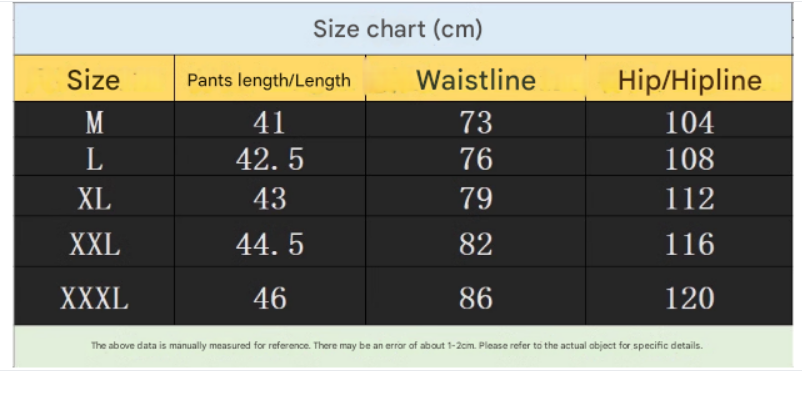 Size chart (cm)
Size Pants length/Length Waistline Hip/Hipline
M 41 73 104
L 42.5 76 108
XL 43 79 112
XXL 44.5 82 116
XXXL 46 86 120
The above data is manually measured for reference. There may be an error of about 1-2cm. Please refer to the actual object for specific details.